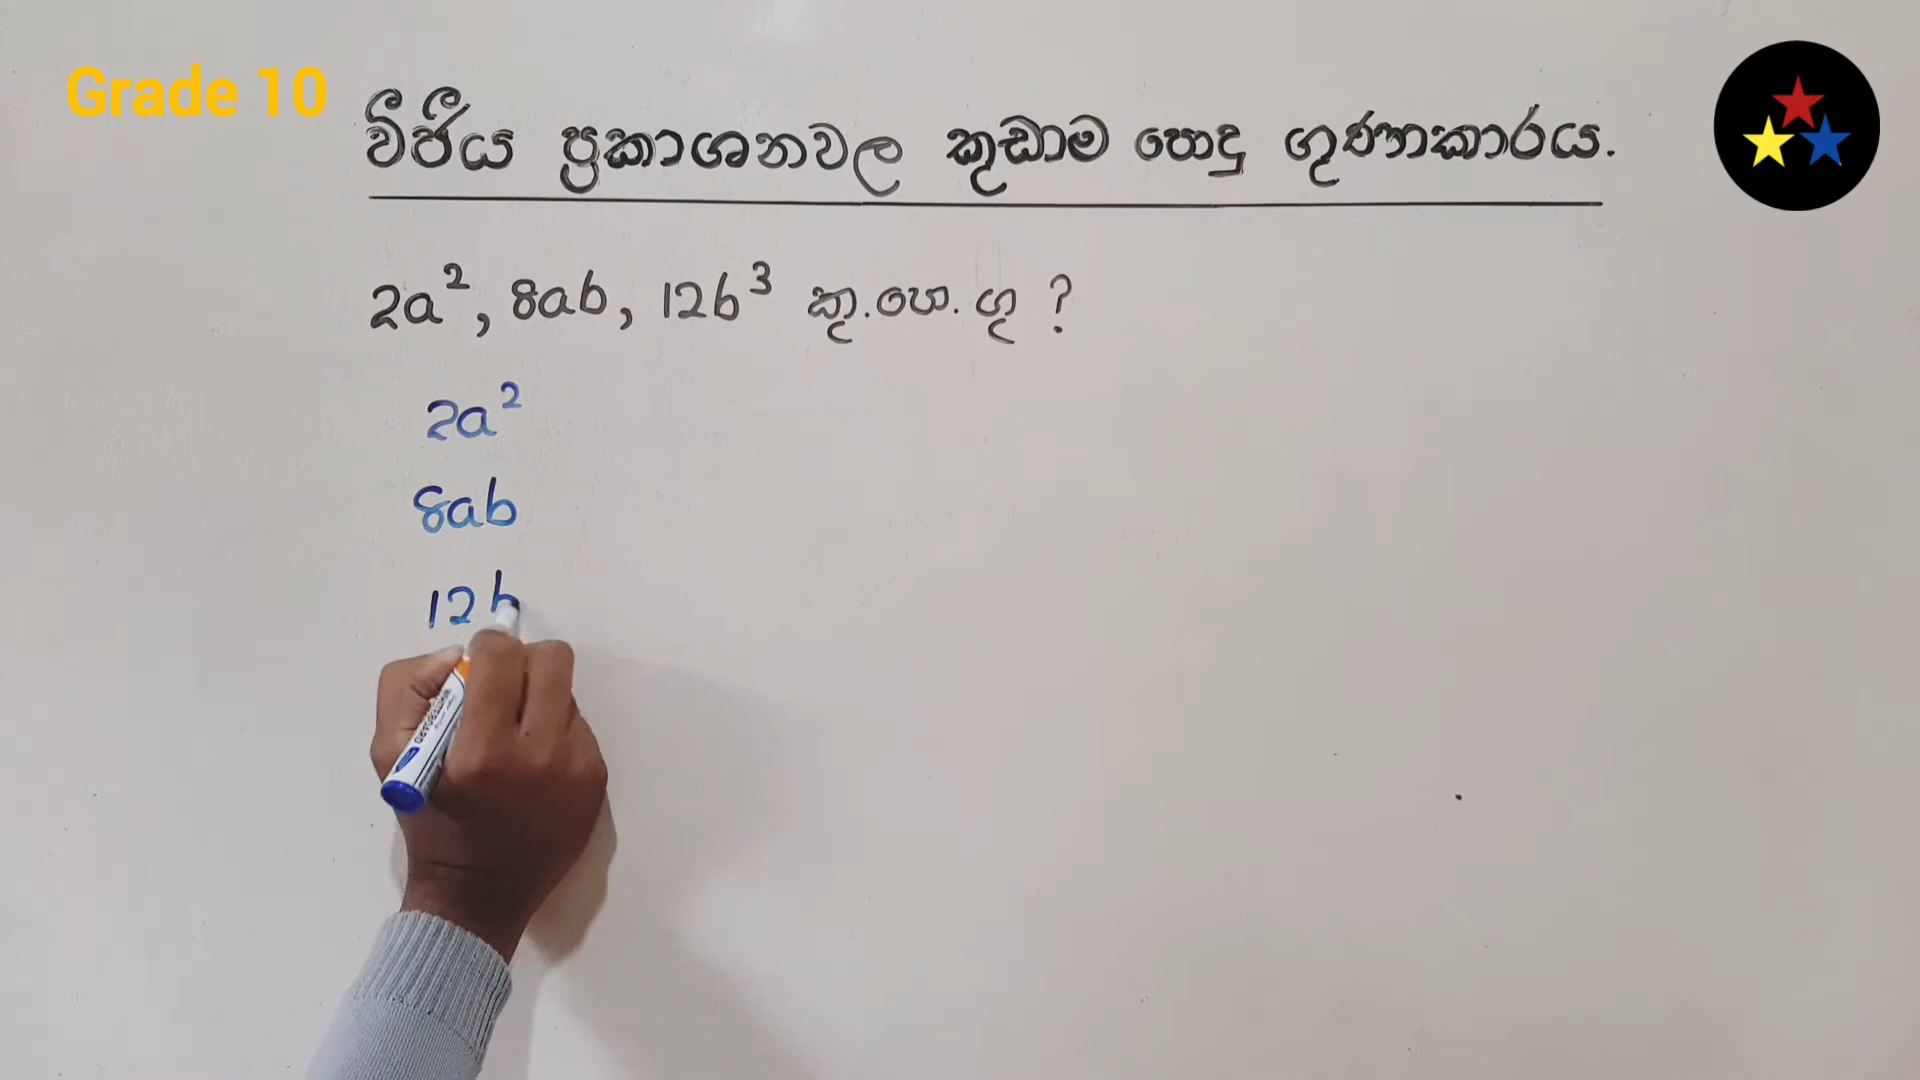 Grade 10
වීජීය ප්‍රකාශනවල කුඩාම පොදු ගුණාකාරය.
2a², 8ab, 12b³ කු.පො.ගු ?
2a²
8ab
12b